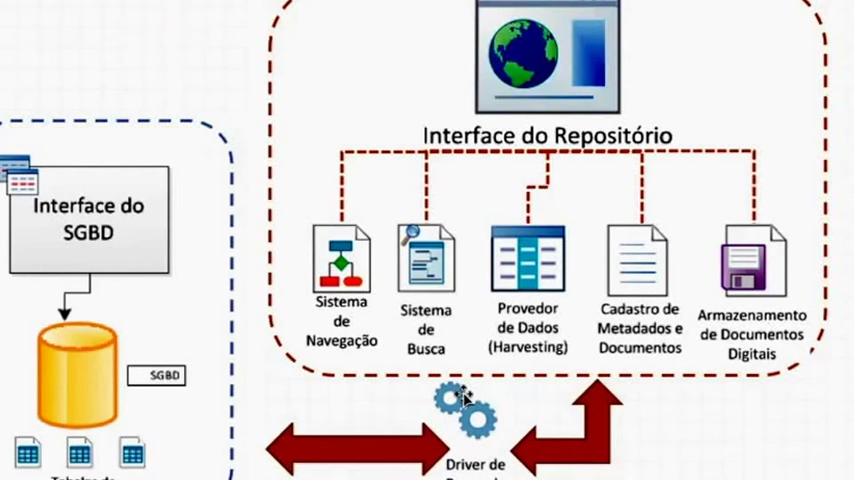 Interface do Repositório
Interface do
SGBD
Sistema
de
Navegação
Sistema
de
Busca
Provedor
de Dados
(Harvesting)
Cadastro de
Metadados e
Documentos
Armazenamento
de Documentos
Digitais
SGBD
Driver de